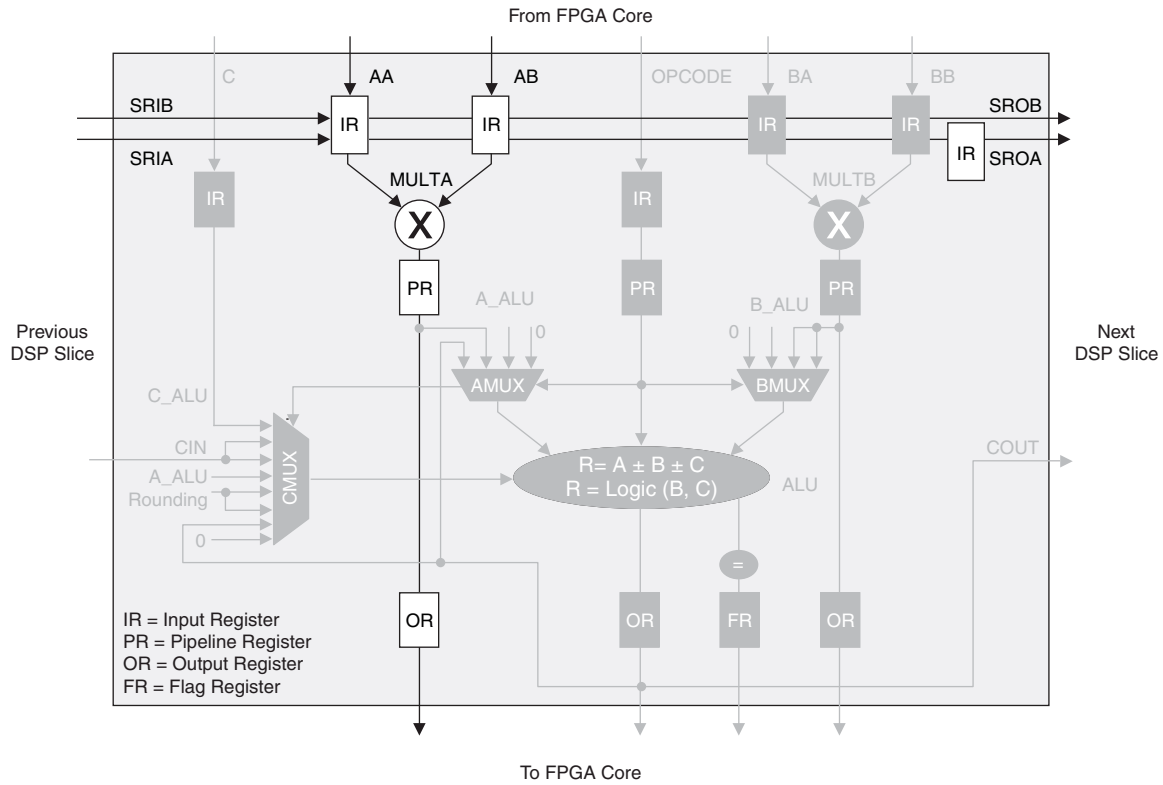 From FPGA Core
C
AA
AB
OPCODE
BA
BB
SRIB
SROB
IR
IR
IR
IR
IR
SRIA
SROA
MULTA
MULTB
IR
IR
X
X
PR
PR
PR
A_ALU
B_ALU
0
0
Previous
DSP Slice
Next
DSP Slice
AMUX
BMUX
C_ALU
CIN
COUT
A_ALU
Rounding
0
CMUX
R= A ± B ± C
R = Logic (B, C)
ALU
=
IR = Input Register
PR = Pipeline Register
OR = Output Register
FR = Flag Register
OR
OR
FR
OR
To FPGA Core